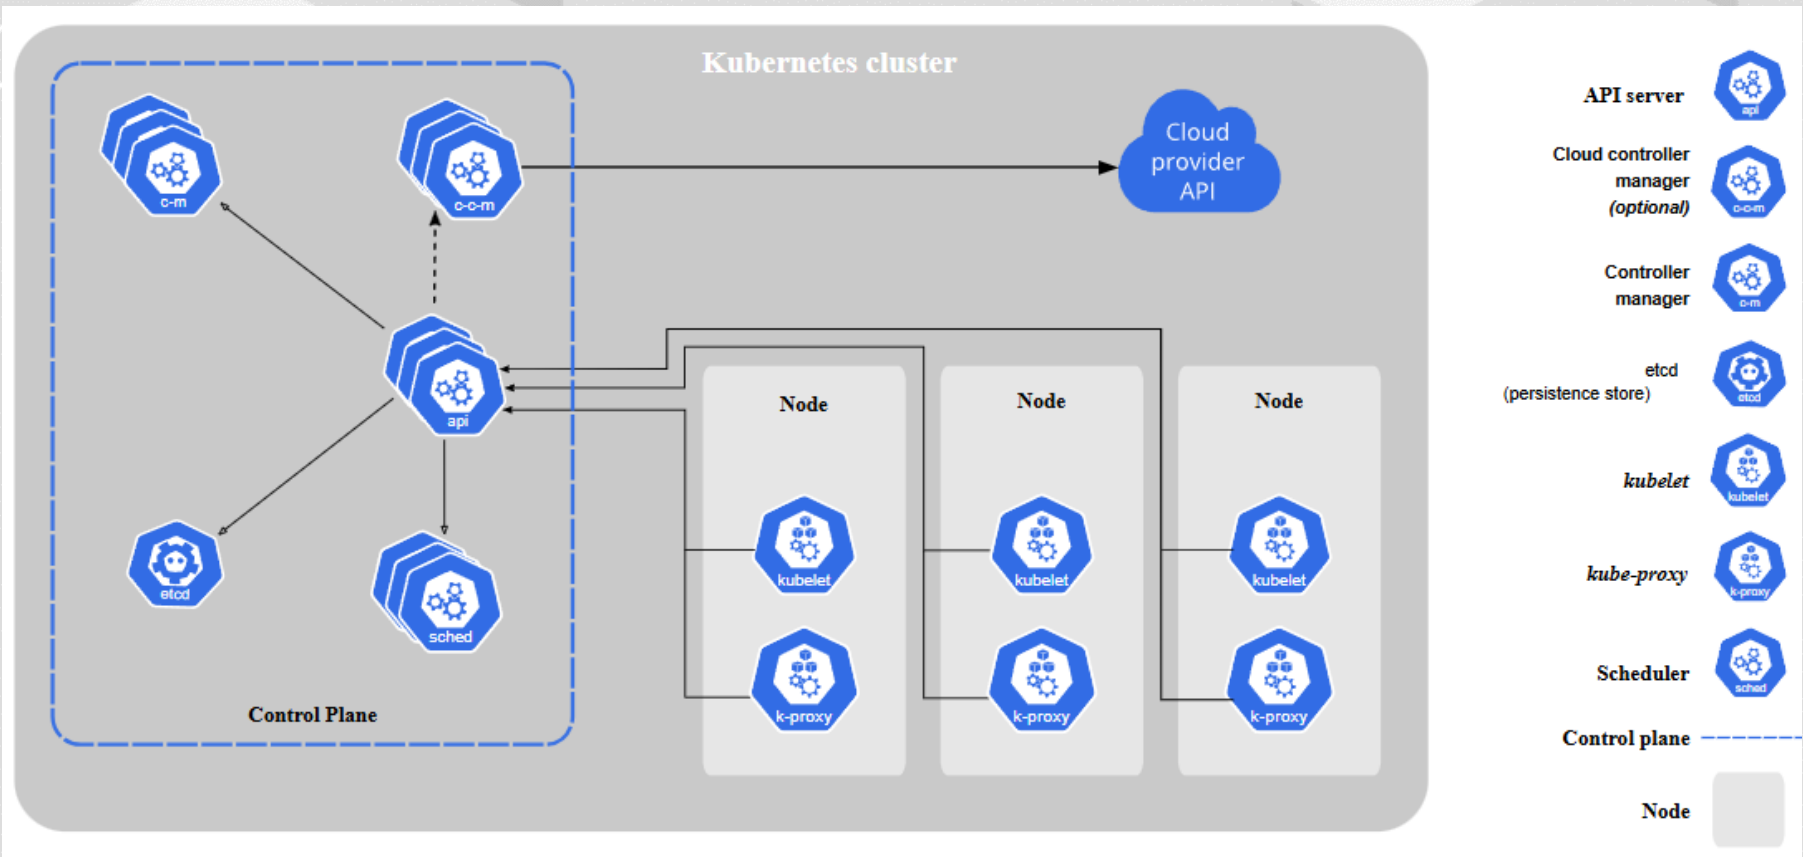 Kubernetes cluster
c-m
c-c-m
Cloud
provider
API
api
etcd
sched
Control Plane
Node
kubelet
k-proxy
Node
kubelet
k-proxy
Node
kubelet
k-proxy
API server
api
Cloud controller
manager
(optional)
c-c-m
Controller
manager
c-m
etcd
(persistence store)
etcd
kubelet
kubelet
kube-proxy
k-proxy
Scheduler
sched
Control plane
Node